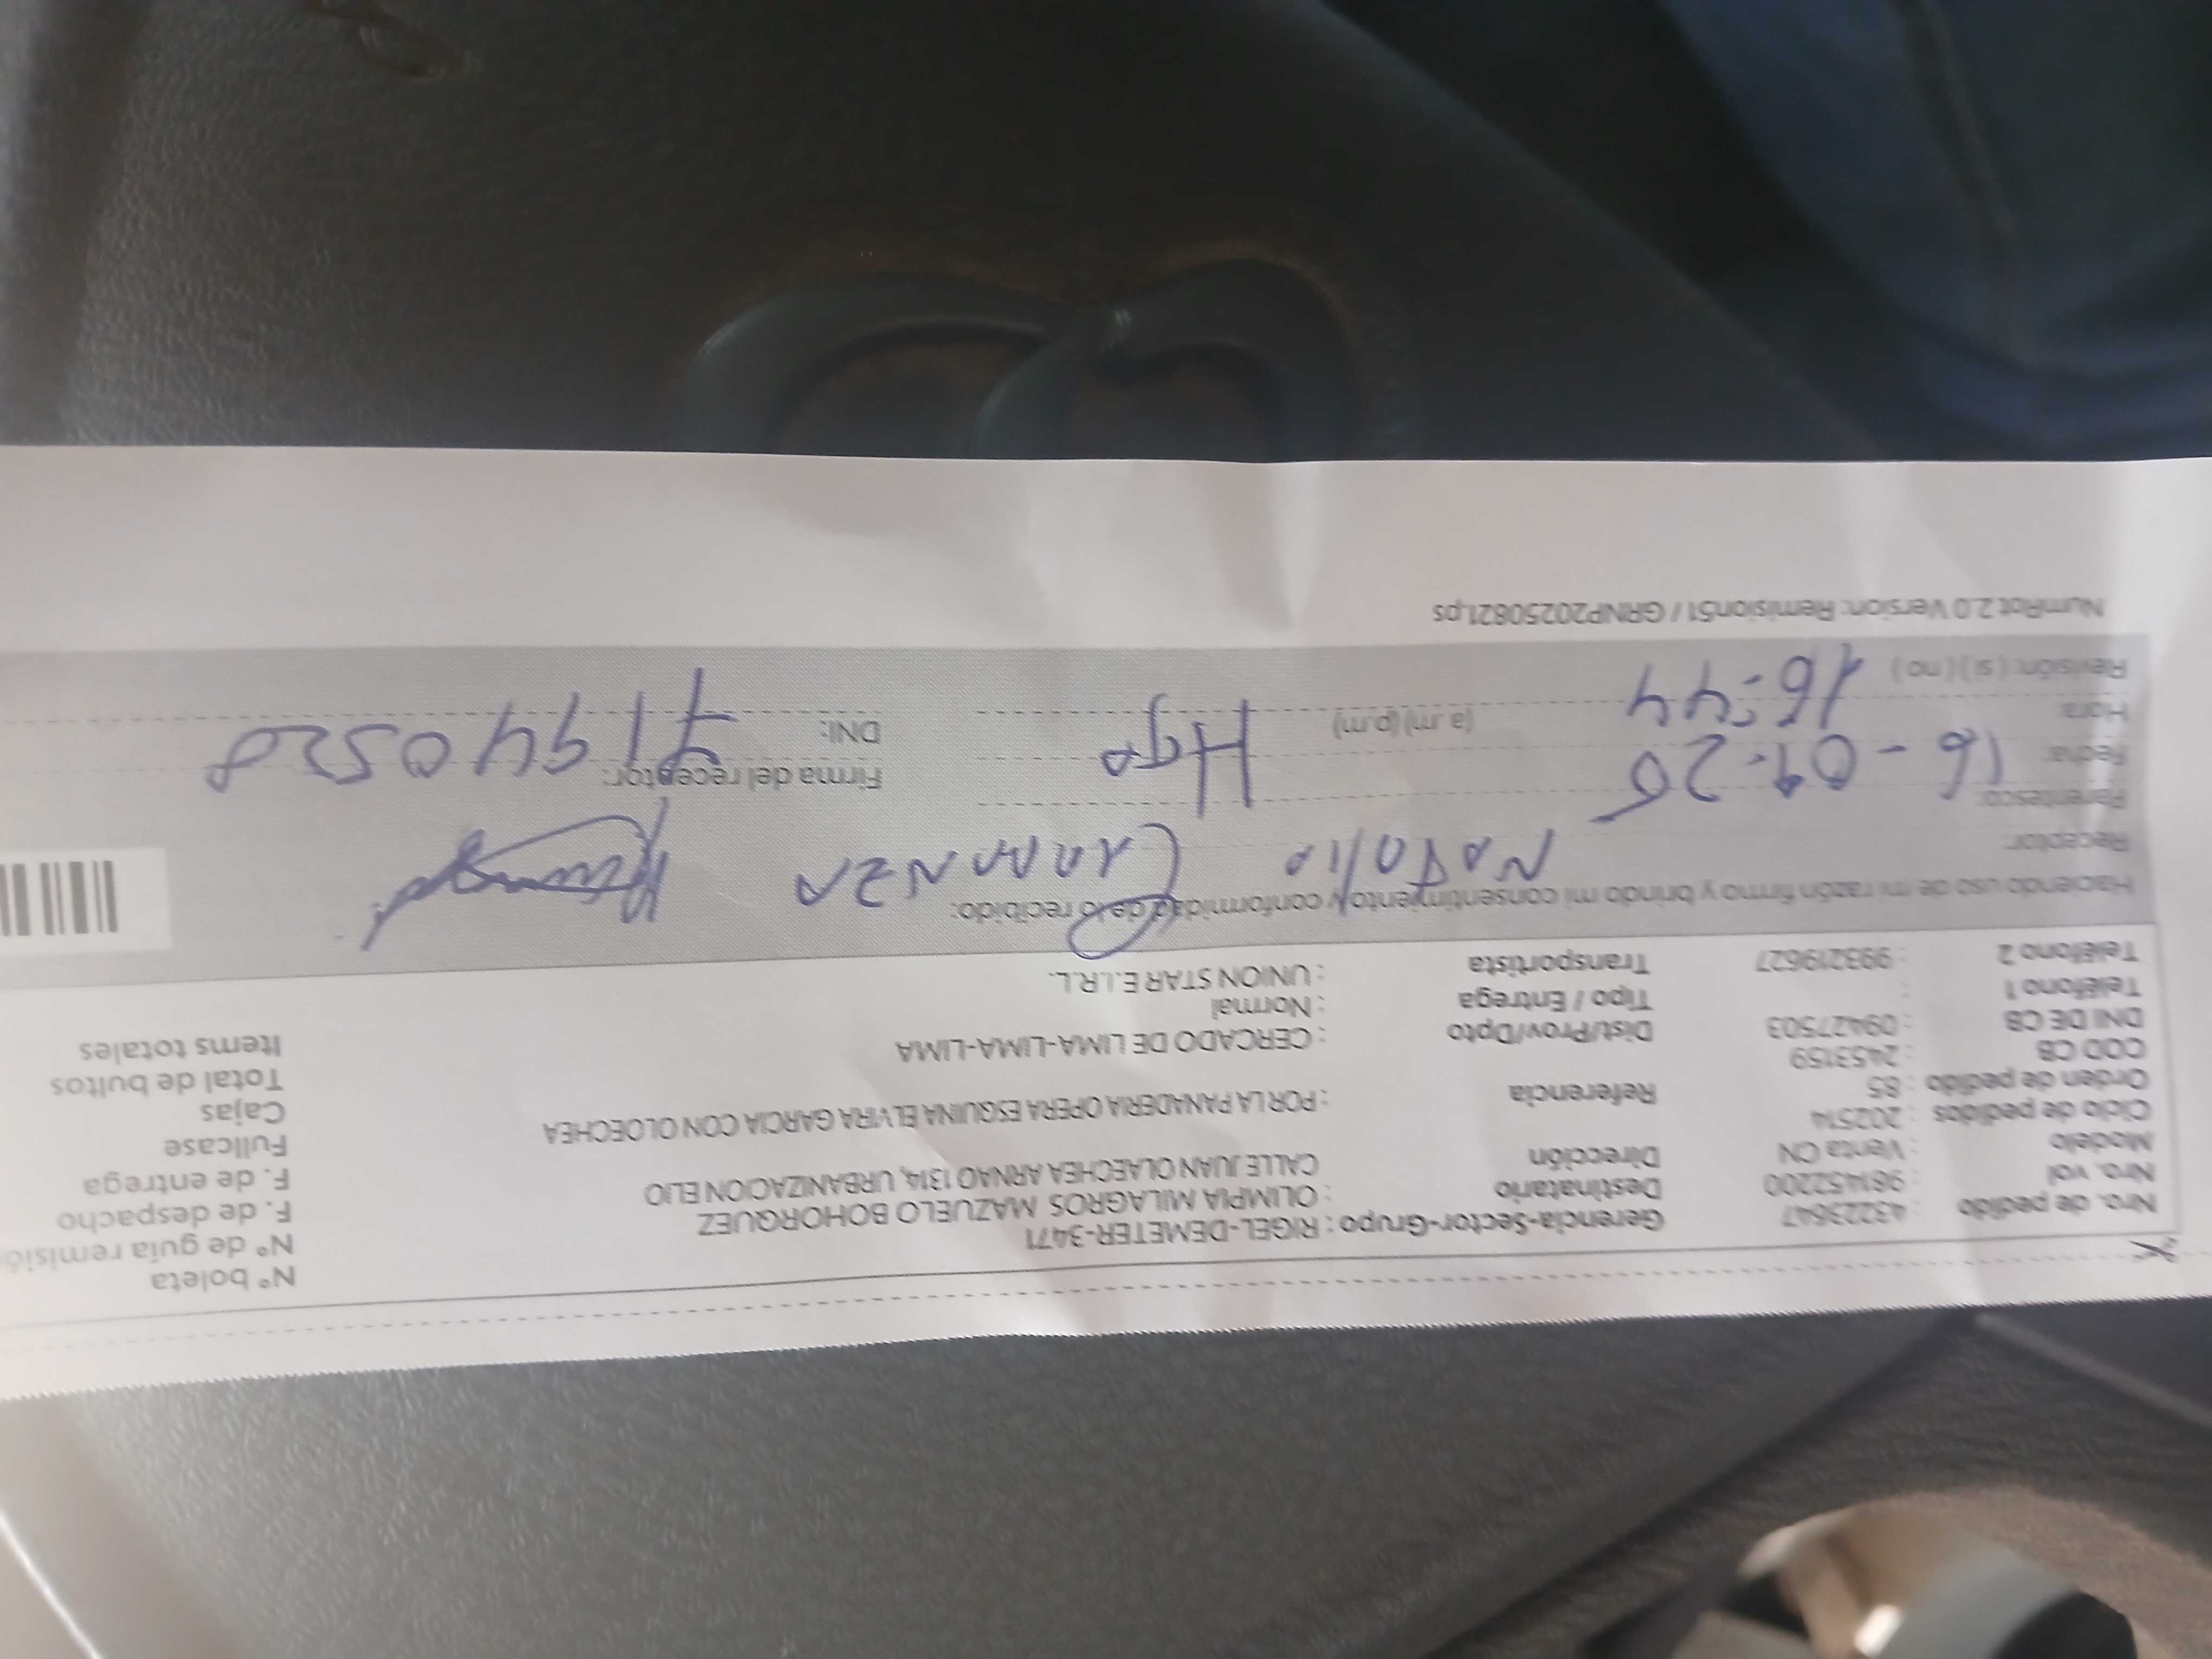 Nro. de pedido : 43223647 Gerencia-Sector-Grupo : RIGEL-DEMETER-3471 N° boleta
Nro. vol : 981452200 Destinatario : OLIMPIA MILAGROS MAZUELO BOHORQUEZ N° de guía remisió
Modelo : Venta CN Dirección CALLE JUAN OLAECHEA ARNAO 1314, URBANIZACION ELIO F. de despacho
Ciclo de pedidos : 202514 F. de entrega
Orden de pedido : 85 Referencia : POR LA PANADERIA OPERA ESQUINA ELVIRA GARCIA CON OLOECHEA Fullcase
COD CB : 2453159 Cajas
DNI DE CB : 09427503 Dist/Prov/Dpto : CERCADO DE LIMA-LIMA-LIMA Total de bultos
Teléfono 1 : Tipo / Entrega : Normal Items totales
Teléfono 2 : 993219627 Transportista : UNION STAR E.I.R.L.
Haciendo uso de mi razón firmo y brindo mi consentimiento y conformidad de lo recibido:
Receptor: Natalia
Parentesco: Firma del receptor:
Fecha: 16-09-25
Hora: 16:44 (a.m) (p.m) DNI: 71940528
Revisión: ( si ) ( no )
NumRot 2.0 Version: Remision51 / GRNP20250821.ps